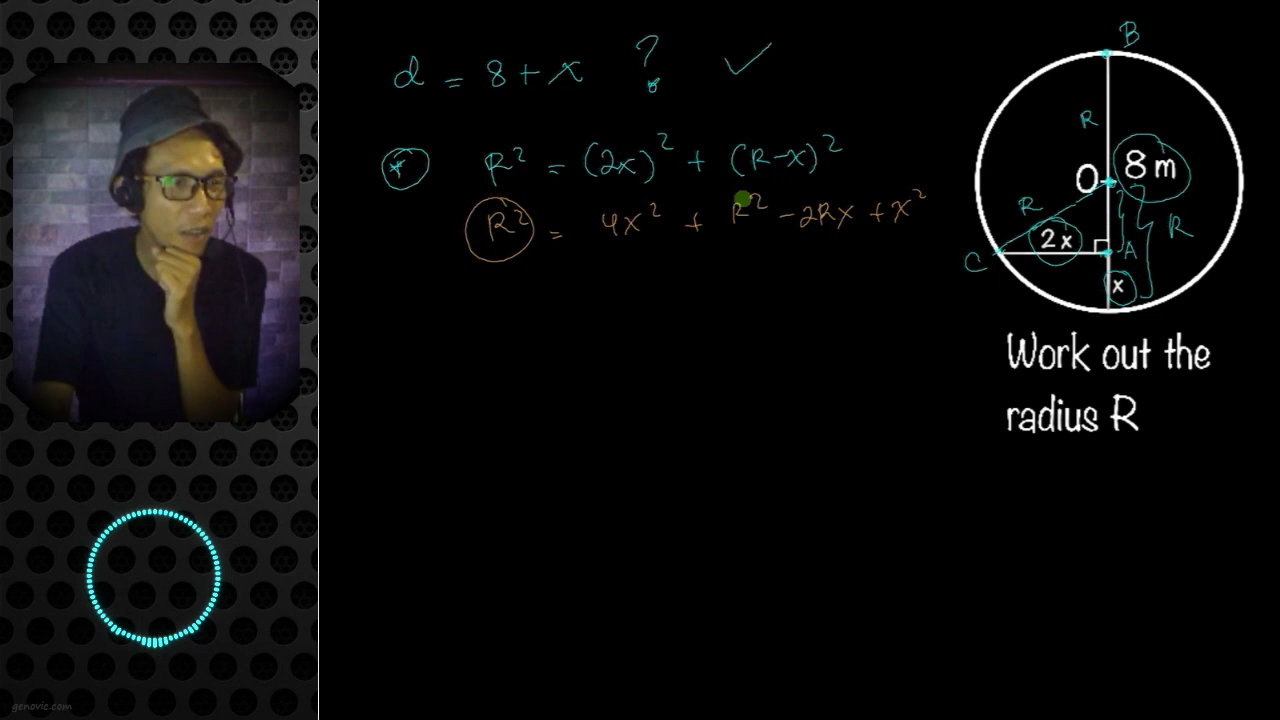 d = 8 + x ? ✓
* R² = (2x)² + (R-x)²
R² = 4x² + R² - 2Rx + x²
B
R
O 8 m
R
R
2x A
C
x
Work out the
radius R
genovic.com